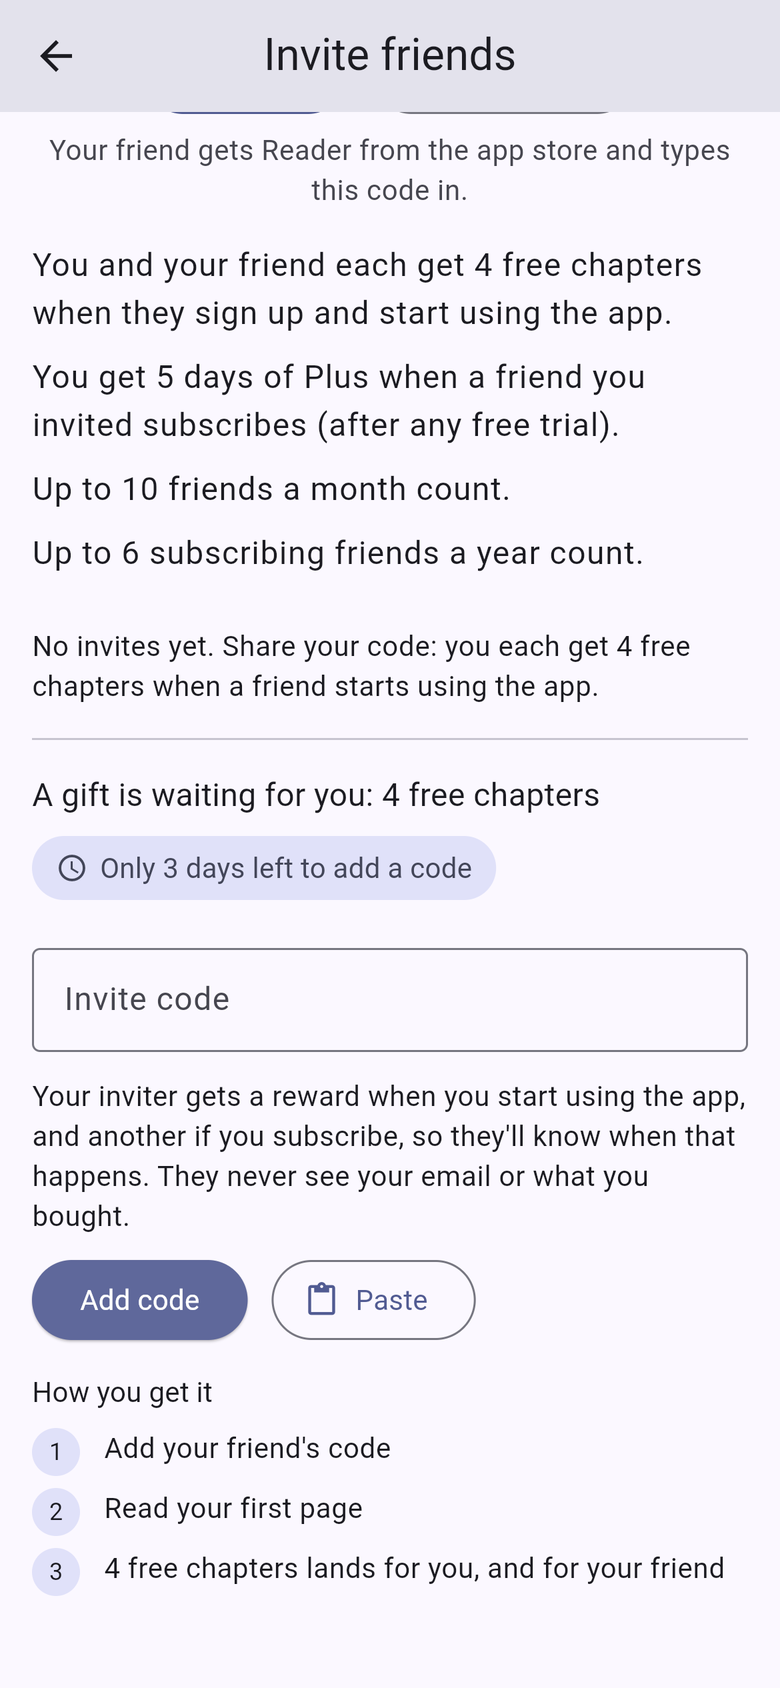 Invite friends
Your friend gets Reader from the app store and types
this code in.
You and your friend each get 4 free chapters
when they sign up and start using the app.
You get 5 days of Plus when a friend you
invited subscribes (after any free trial).
Up to 10 friends a month count.
Up to 6 subscribing friends a year count.
No invites yet. Share your code: you each get 4 free
chapters when a friend starts using the app.
A gift is waiting for you: 4 free chapters
Only 3 days left to add a code
Invite code
Your inviter gets a reward when you start using the app,
and another if you subscribe, so they'll know when that
happens. They never see your email or what you
bought.
Add code
Paste
How you get it
1 Add your friend's code
2 Read your first page
3 4 free chapters lands for you, and for your friend